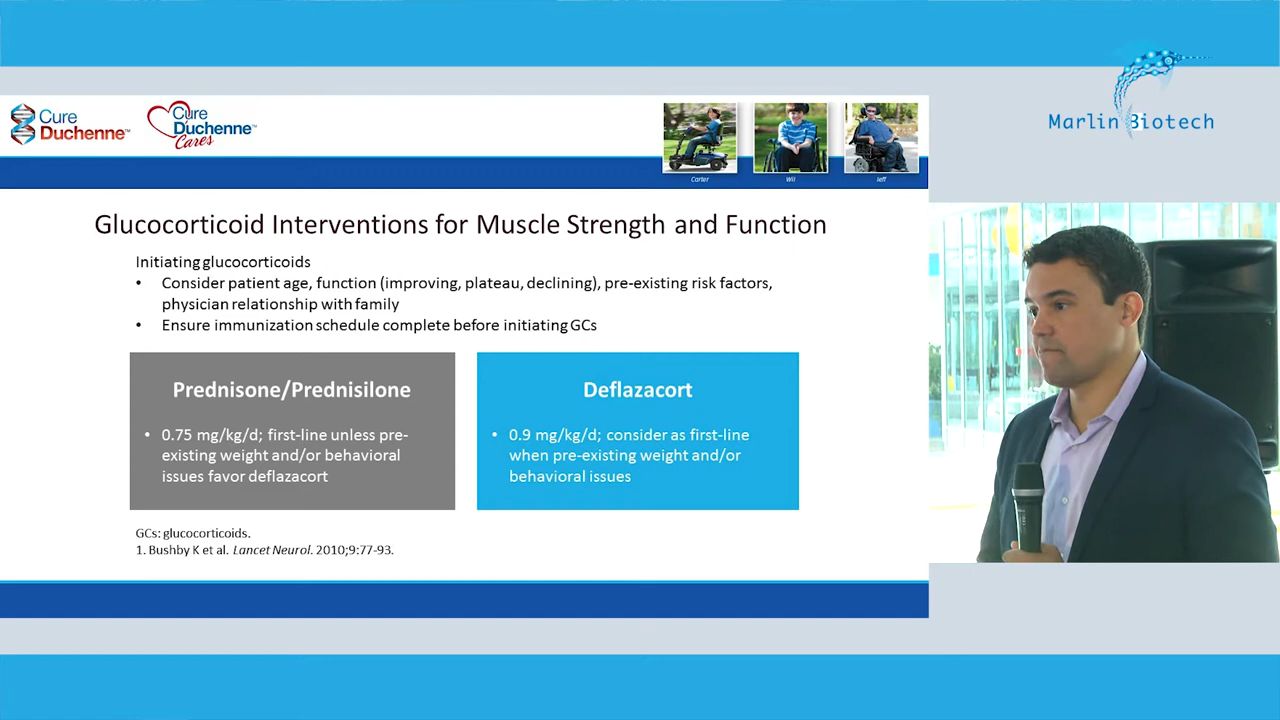 Cure
Duchenne™
Cure
Duchenne™
Cares
Carter
Wil
Jeff
Marlin Biotech
Glucocorticoid Interventions for Muscle Strength and Function
Initiating glucocorticoids
• Consider patient age, function (improving, plateau, declining), pre-existing risk factors,
physician relationship with family
• Ensure immunization schedule complete before initiating GCs
Prednisone/Prednisilone
• 0.75 mg/kg/d; first-line unless pre-
existing weight and/or behavioral
issues favor deflazacort
Deflazacort
• 0.9 mg/kg/d; consider as first-line
when pre-existing weight and/or
behavioral issues
GCs: glucocorticoids.
1. Bushby K et al. Lancet Neurol. 2010;9:77-93.